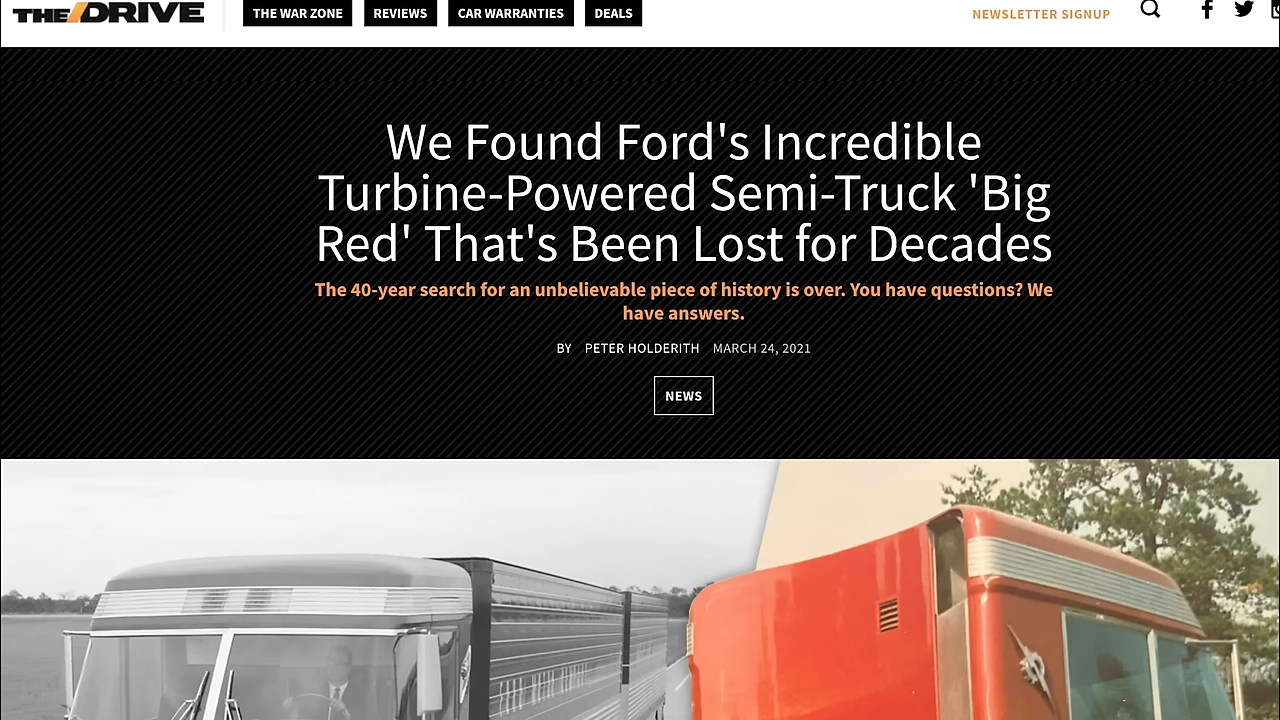 THE/DRIVE THE WAR ZONE REVIEWS CAR WARRANTIES DEALS NEWSLETTER SIGNUP
We Found Ford's Incredible
Turbine-Powered Semi-Truck 'Big
Red' That's Been Lost for Decades
The 40-year search for an unbelievable piece of history is over. You have questions? We
have answers.
BY PETER HOLDERITH MARCH 24, 2021
NEWS